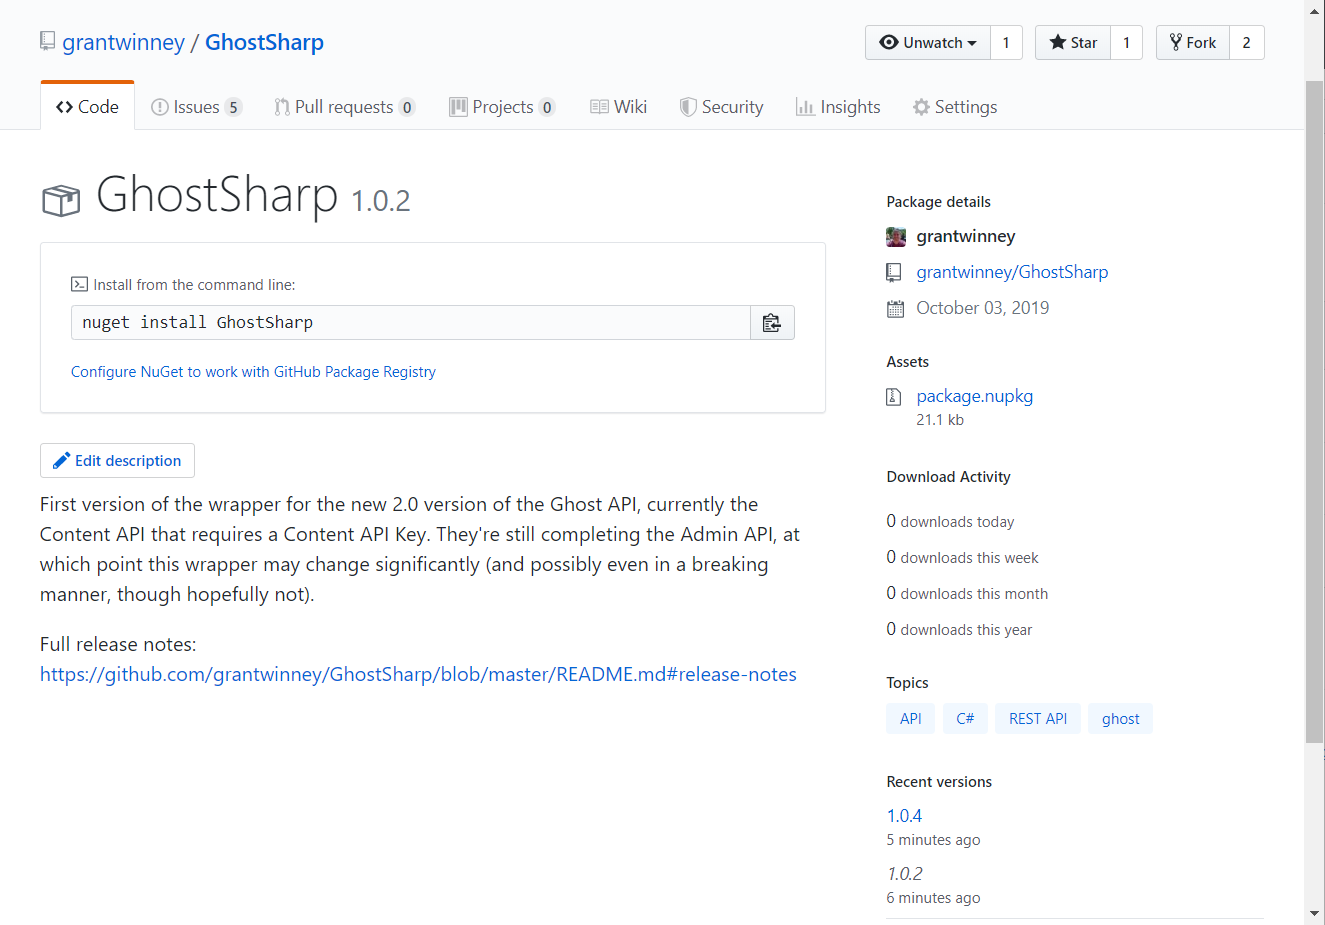 grantwinney / GhostSharp
Unwatch 1 Star 1 Fork 2
Code Issues 5 Pull requests 0 Projects 0 Wiki Security Insights Settings
GhostSharp 1.0.2
Install from the command line:
nuget install GhostSharp
Configure NuGet to work with GitHub Package Registry
Edit description
First version of the wrapper for the new 2.0 version of the Ghost API, currently the
Content API that requires a Content API Key. They're still completing the Admin API, at
which point this wrapper may change significantly (and possibly even in a breaking
manner, though hopefully not).
Full release notes:
https://github.com/grantwinney/GhostSharp/blob/master/README.md#release-notes
Package details
grantwinney
grantwinney/GhostSharp
October 03, 2019
Assets
package.nupkg
21.1 kb
Download Activity
0 downloads today
0 downloads this week
0 downloads this month
0 downloads this year
Topics
API C# REST API ghost
Recent versions
1.0.4
5 minutes ago
1.0.2
6 minutes ago